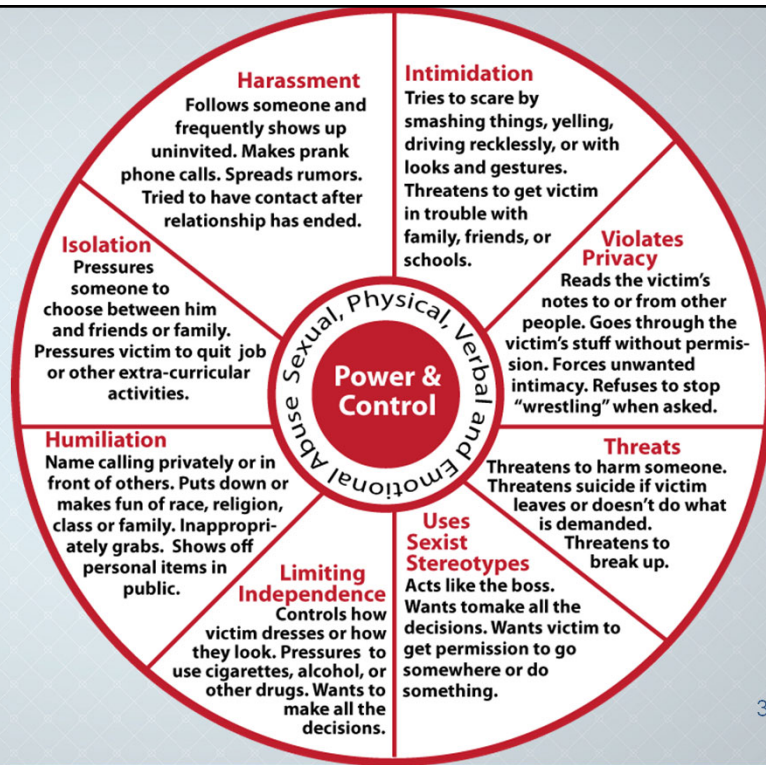 Harassment
Follows someone and
frequently shows up
uninvited. Makes prank
phone calls. Spreads rumors.
Tried to have contact after
relationship has ended.
Intimidation
Tries to scare by
smashing things, yelling,
driving recklessly, or with
looks and gestures.
Threatens to get victim
in trouble with
family, friends, or
schools.
Violates
Privacy
Reads the victim's
notes to or from other
people. Goes through the
victim's stuff without permis-
sion. Forces unwanted
intimacy. Refuses to stop
"wrestling" when asked.
Threats
Threatens to harm someone.
Threatens suicide if victim
leaves or doesn't do what
is demanded.
Threatens to
break up.
Uses
Sexist
Stereotypes
Acts like the boss.
Wants tomake all the
decisions. Wants victim to
get permission to go
somewhere or do
something.
Limiting
Independence
Controls how
victim dresses or how
they look. Pressures to
use cigarettes, alcohol, or
other drugs. Wants to
make all the
decisions.
Humiliation
Name calling privately or in
front of others. Puts down or
makes fun of race, religion,
class or family. Inappropri-
ately grabs. Shows off
personal items in
public.
Isolation
Pressures
someone to
choose between him
and friends or family.
Pressures victim to quit job
or other extra-curricular
activities.
Sexual, Physical, Verbal and Emotional Abuse
Power &
Control
3